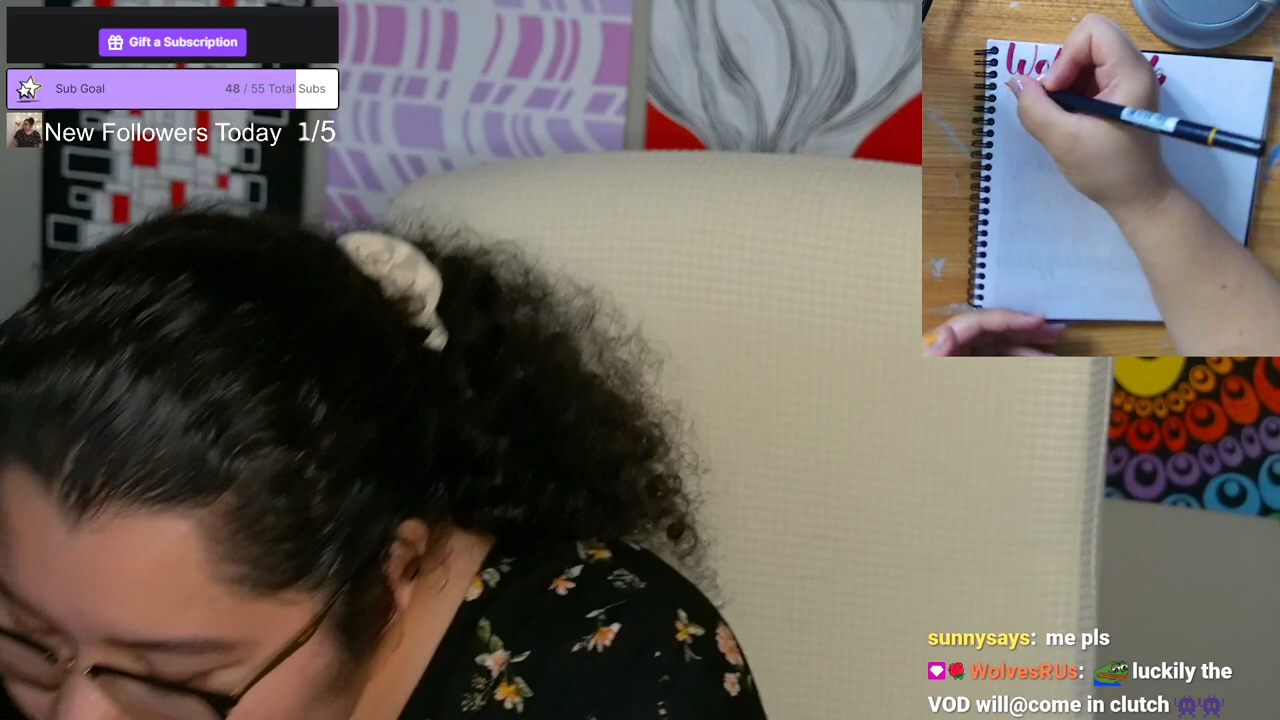 Gift a Subscription
Sub Goal 48 / 55 Total Subs
New Followers Today 1/5
sunnysays: me pls
WolvesRUs: luckily the
VOD will@come in clutch